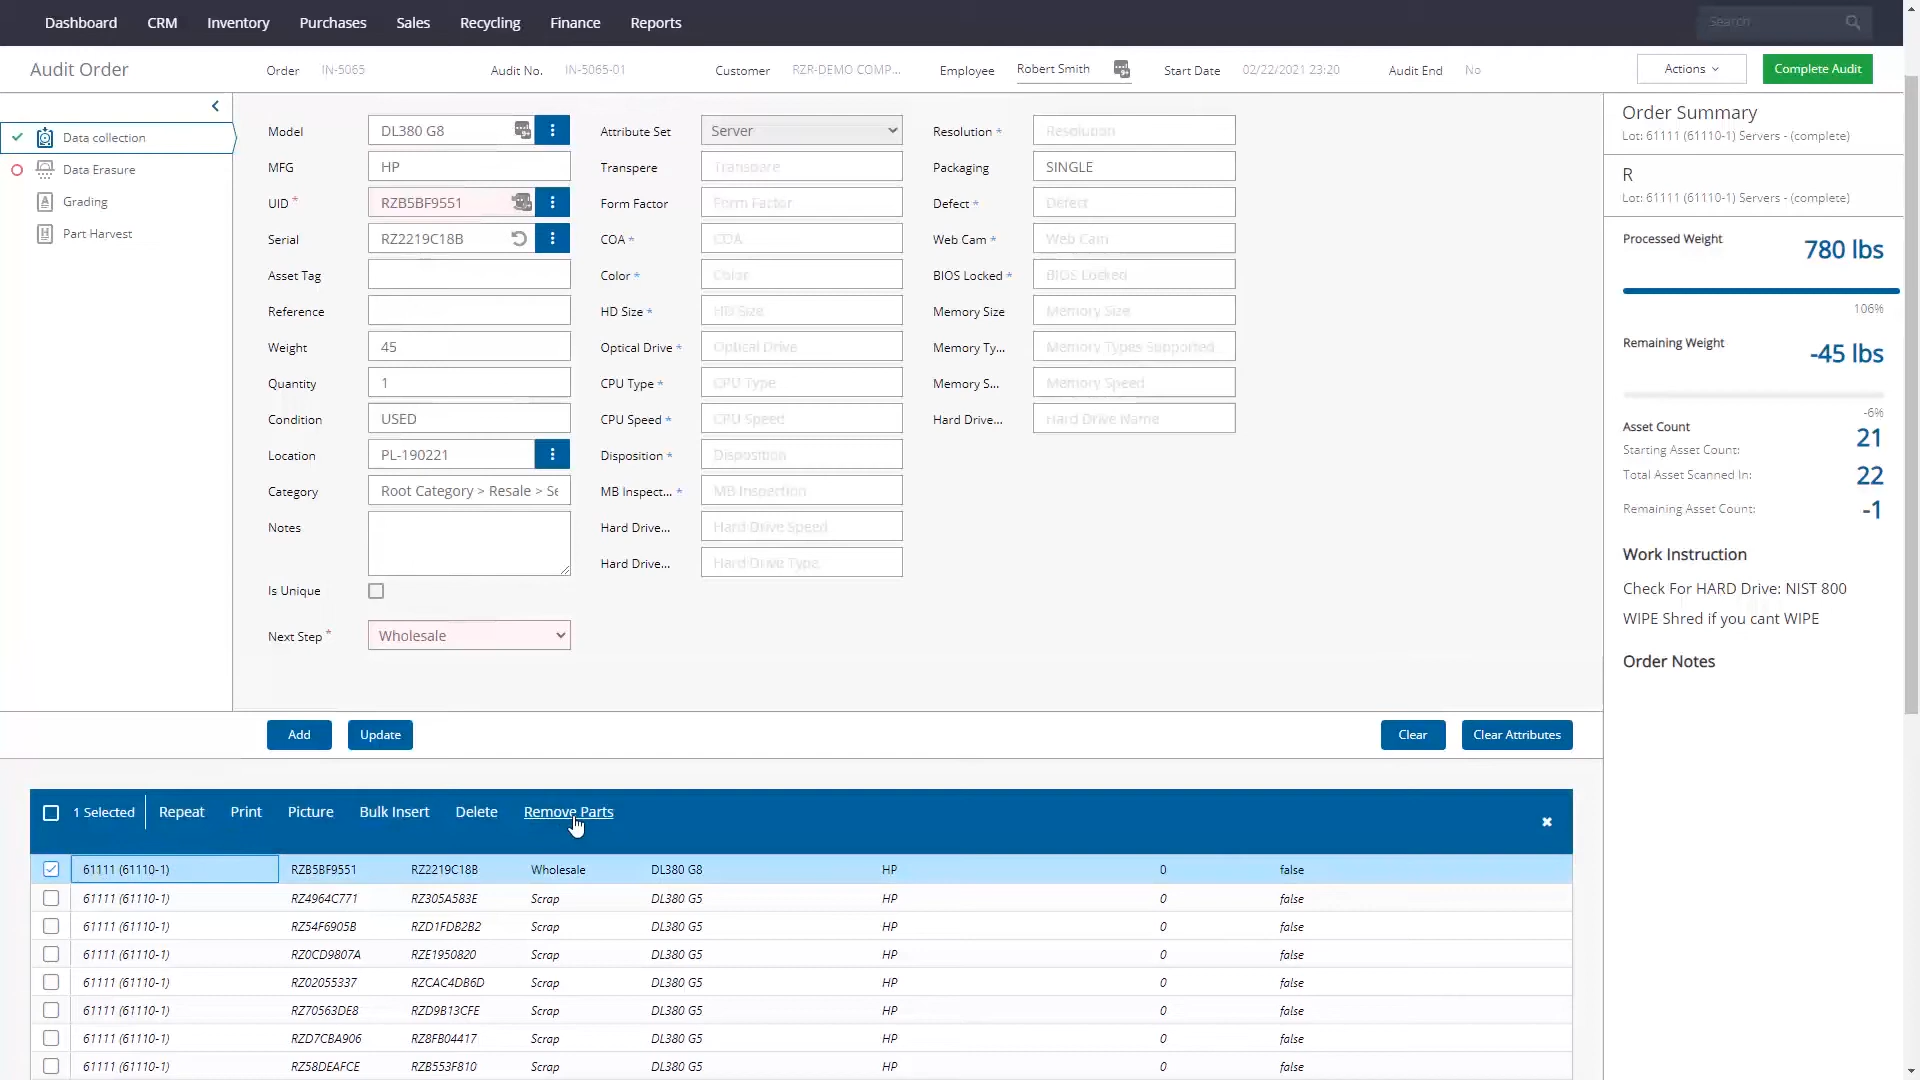 Dashboard CRM Inventory Purchases Sales Recycling Finance Reports Search
Audit Order Order IN-5065 Audit No. IN-5065-01 Customer RZR-DEMO COMP... Employee Robert Smith Start Date 02/22/2021 23:20 Audit End No Actions Complete Audit
Data collection
Data Erasure
Grading
Part Harvest
Model DL380 G8
MFG HP
UID * RZB5BF9551
Serial RZ2219C18B
Asset Tag
Reference
Weight 45
Quantity 1
Condition USED
Location PL-190221
Category Root Category > Resale > Se
Notes
Is Unique
Next Step * Wholesale
Attribute Set Server
Transpere Transpare
Form Factor Form Factor
COA * COA
Color * Color
HD Size * HD Size
Optical Drive * Optical Drive
CPU Type * CPU Type
CPU Speed * CPU Speed
Disposition * Disposition
MB Inspect... * MB Inspection
Hard Drive... Hard Drive Speed
Hard Drive... Hard Drive Type
Resolution * Resolution
Packaging SINGLE
Defect * Defect
Web Cam * Web Cam
BIOS Locked * BIOS Locked
Memory Size Memory Size
Memory Ty... Memory Types Supported
Memory S... Memory Speed
Hard Drive... Hard Drive Name
Order Summary
Lot: 61111 (61110-1) Servers - (complete)
R
Lot: 61111 (61110-1) Servers - (complete)
Processed Weight 780 lbs
106%
Remaining Weight -45 lbs
-6%
Asset Count
Starting Asset Count: 21
Total Asset Scanned In: 22
Remaining Asset Count: -1
Work Instruction
Check For HARD Drive: NIST 800
WIPE Shred if you cant WIPE
Order Notes
Add Update Clear Clear Attributes
1 Selected Repeat Print Picture Bulk Insert Delete Remove Parts
61111 (61110-1) RZB5BF9551 RZ2219C18B Wholesale DL380 G8 HP 0 false
61111 (61110-1) RZ4964C771 RZ305A583E Scrap DL380 G5 HP 0 false
61111 (61110-1) RZ54F6905B RZD1FDB2B2 Scrap DL380 G5 HP 0 false
61111 (61110-1) RZ0CD9807A RZE1950820 Scrap DL380 G5 HP 0 false
61111 (61110-1) RZ02055337 RZCAC4DB6D Scrap DL380 G5 HP 0 false
61111 (61110-1) RZ70563DE8 RZD9B13CFE Scrap DL380 G5 HP 0 false
61111 (61110-1) RZD7CBA906 RZ8FB04417 Scrap DL380 G5 HP 0 false
61111 (61110-1) RZ58DEAFCE RZB553F810 Scrap DL380 G5 HP 0 false